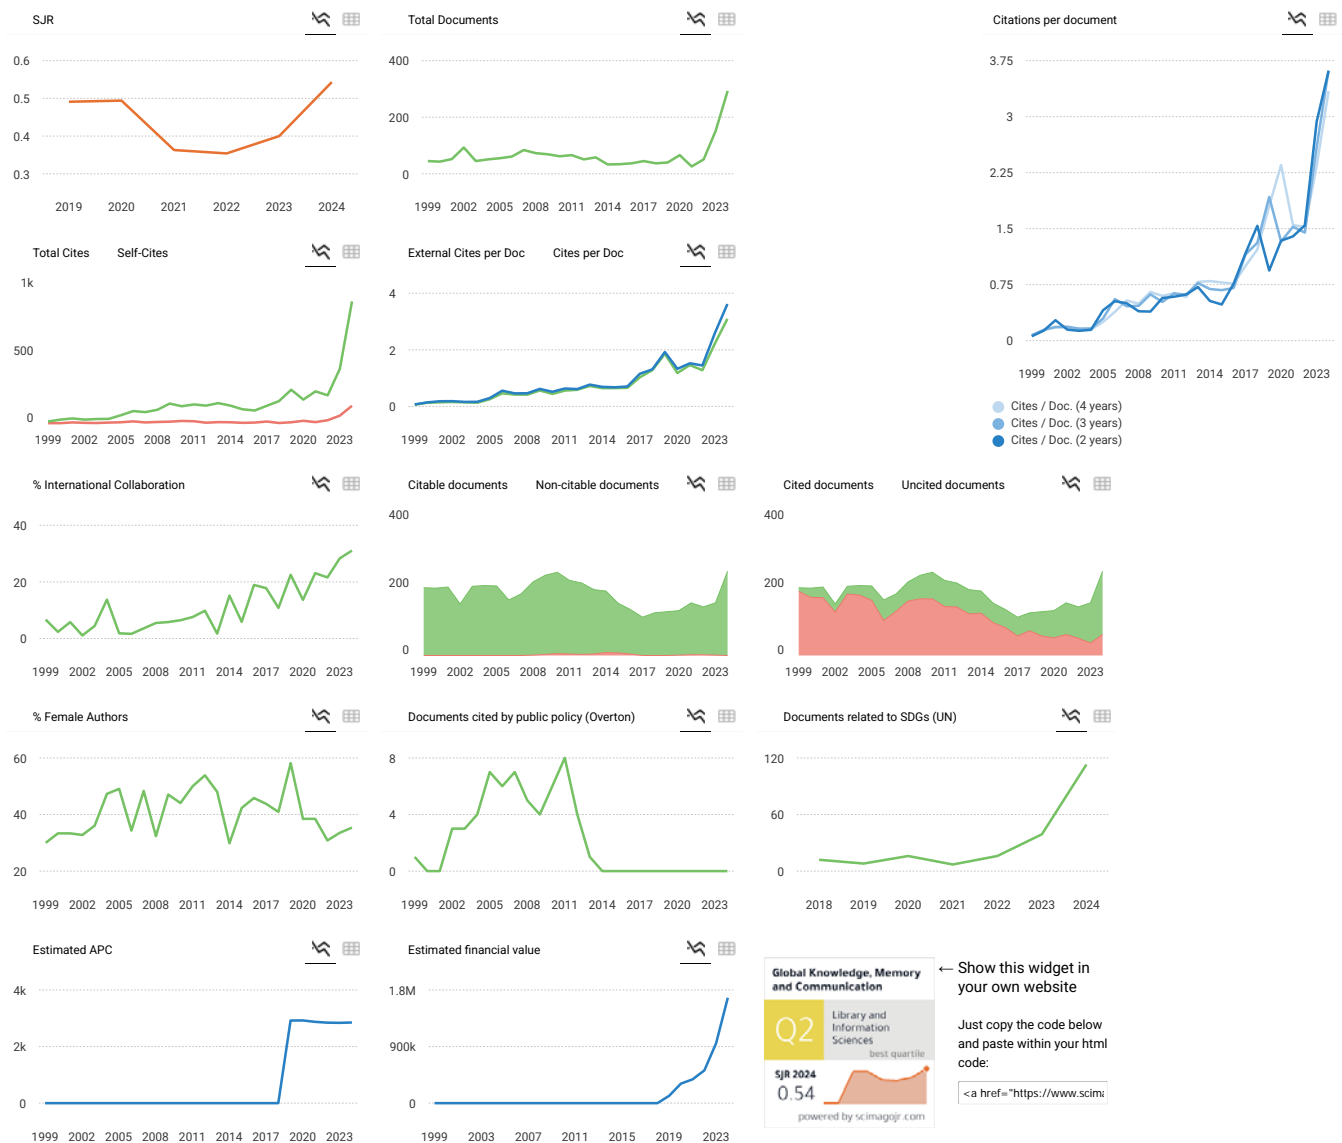 SJR
0.6
0.5
0.4
0.3
2019 2020 2021 2022 2023 2024
Total Documents
400
200
0
1999 2002 2005 2008 2011 2014 2017 2020 2023
Citations per document
3.75
3
2.25
1.5
0.75
0
1999 2002 2005 2008 2011 2014 2017 2020 2023
Cites / Doc. (4 years)
Cites / Doc. (3 years)
Cites / Doc. (2 years)
Total Cites Self-Cites
1k
500
0
1999 2002 2005 2008 2011 2014 2017 2020 2023
External Cites per Doc Cites per Doc
4
2
0
1999 2002 2005 2008 2011 2014 2017 2020 2023
% International Collaboration
40
20
0
1999 2002 2005 2008 2011 2014 2017 2020 2023
Citable documents Non-citable documents
400
200
0
1999 2002 2005 2008 2011 2014 2017 2020 2023
Cited documents Uncited documents
400
200
0
1999 2002 2005 2008 2011 2014 2017 2020 2023
% Female Authors
60
40
20
1999 2002 2005 2008 2011 2014 2017 2020 2023
Documents cited by public policy (Overton)
8
4
0
1999 2002 2005 2008 2011 2014 2017 2020 2023
Documents related to SDGs (UN)
120
60
0
2018 2019 2020 2021 2022 2023 2024
Estimated APC
4k
2k
0
1999 2002 2005 2008 2011 2014 2017 2020 2023
Estimated financial value
1.8M
900k
0
1999 2003 2007 2011 2015 2019 2023
Global Knowledge, Memory
and Communication
Q2
Library and
Information
Sciences
best quartile
SJR 2024
0.54
powered by scimagojr.com
← Show this widget in
your own website
Just copy the code below
and paste within your html
code:
<a href="https://www.scima